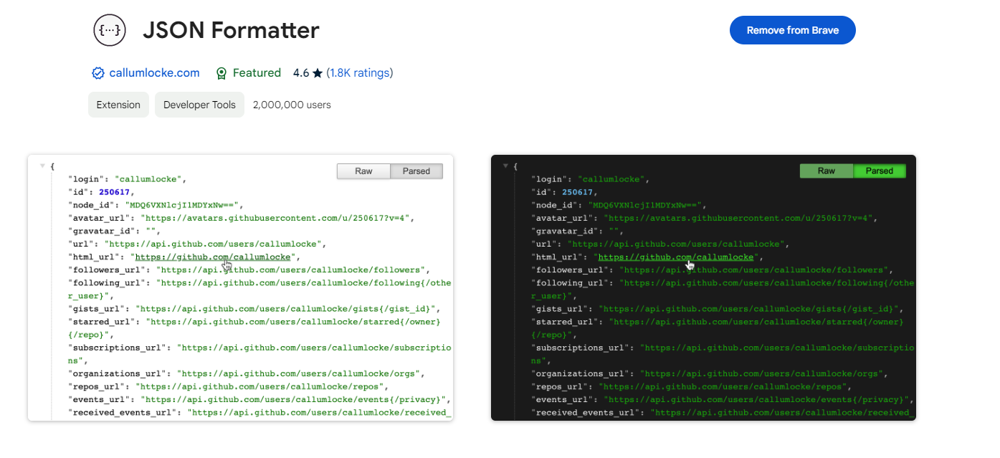 {···} JSON Formatter
Remove from Brave
callumlocke.com Featured 4.6 ★ (1.8K ratings)
Extension Developer Tools 2,000,000 users
Raw Parsed
{
"login": "callumlocke",
"id": 250617,
"node_id": "MDQ6VXNlcjI1MDYxNw==",
"avatar_url": "https://avatars.githubusercontent.com/u/250617?v=4",
"gravatar_id": "",
"url": "https://api.github.com/users/callumlocke",
"html_url": "https://github.com/callumlocke",
"followers_url": "https://api.github.com/users/callumlocke/followers",
"following_url": "https://api.github.com/users/callumlocke/following{/othe
r_user}",
"gists_url": "https://api.github.com/users/callumlocke/gists{/gist_id}",
"starred_url": "https://api.github.com/users/callumlocke/starred{/owner}
{/repo}",
"subscriptions_url": "https://api.github.com/users/callumlocke/subscriptio
ns",
"organizations_url": "https://api.github.com/users/callumlocke/orgs",
"repos_url": "https://api.github.com/users/callumlocke/repos",
"events_url": "https://api.github.com/users/callumlocke/events{/privacy}",
"received_events_url": "https://api.github.com/users/callumlocke/received_
Raw Parsed
{
"login": "callumlocke",
"id": 250617,
"node_id": "MDQ6VXNlcjI1MDYxNw==",
"avatar_url": "https://avatars.githubusercontent.com/u/250617?v=4",
"gravatar_id": "",
"url": "https://api.github.com/users/callumlocke",
"html_url": "https://github.com/callumlocke",
"followers_url": "https://api.github.com/users/callumlocke/followers",
"following_url": "https://api.github.com/users/callumlocke/following{/othe
r_user}",
"gists_url": "https://api.github.com/users/callumlocke/gists{/gist_id}",
"starred_url": "https://api.github.com/users/callumlocke/starred{/owner}
{/repo}",
"subscriptions_url": "https://api.github.com/users/callumlocke/subscriptio
ns",
"organizations_url": "https://api.github.com/users/callumlocke/orgs",
"repos_url": "https://api.github.com/users/callumlocke/repos",
"events_url": "https://api.github.com/users/callumlocke/events{/privacy}",
"received_events_url": "https://api.github.com/users/callumlocke/received_